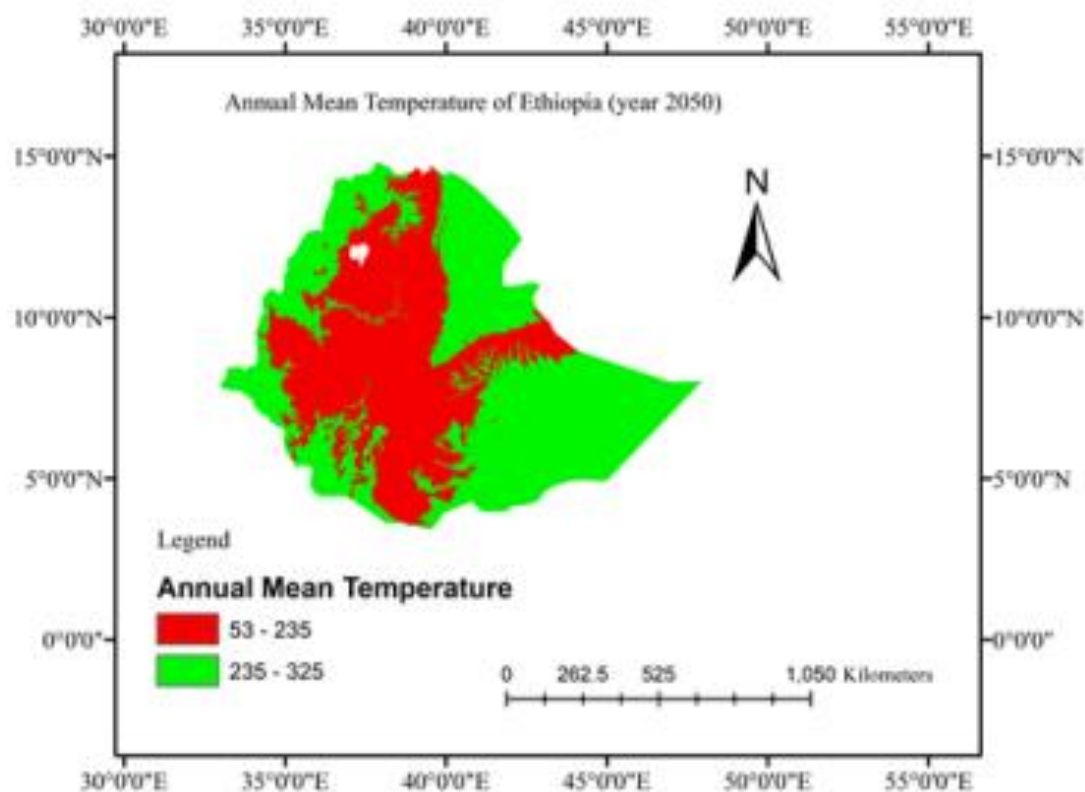 30°0'0"E 35°0'0"E 40°0'0"E 45°0'0"E 50°0'0"E 55°0'0"E
Annual Mean Temperature of Ethiopia (year 2050)
15°0'0"N 15°0'0"N
N
10°0'0"N 10°0'0"N
5°0'0"N 5°0'0"N
Legend
Annual Mean Temperature
53 - 235
0°0'0" 0°0'0"
235 - 325
0 262.5 525 1,050 Kilometers
30°0'0"E 35°0'0"E 40°0'0"E 45°0'0"E 50°0'0"E 55°0'0"E